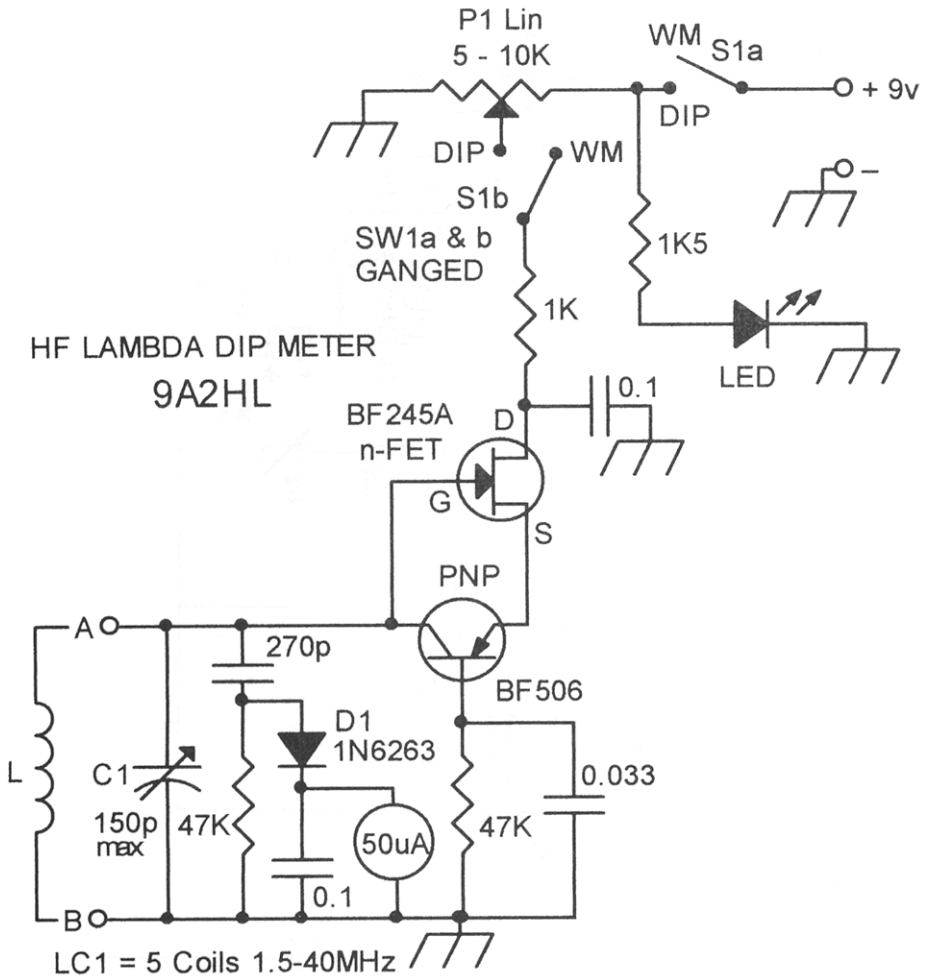 P1 Lin
5 - 10K
WM S1a
+ 9v
DIP
DIP
WM
–
S1b
SW1a & b
GANGED
1K5
1K
HF LAMBDA DIP METER
9A2HL
LED
0.1
BF245A
n-FET
D
G
S
PNP
A
270p
BF506
D1
1N6263
L
C1
0.033
150p
max
47K
50uA
47K
0.1
B
LC1 = 5 Coils 1.5-40MHz